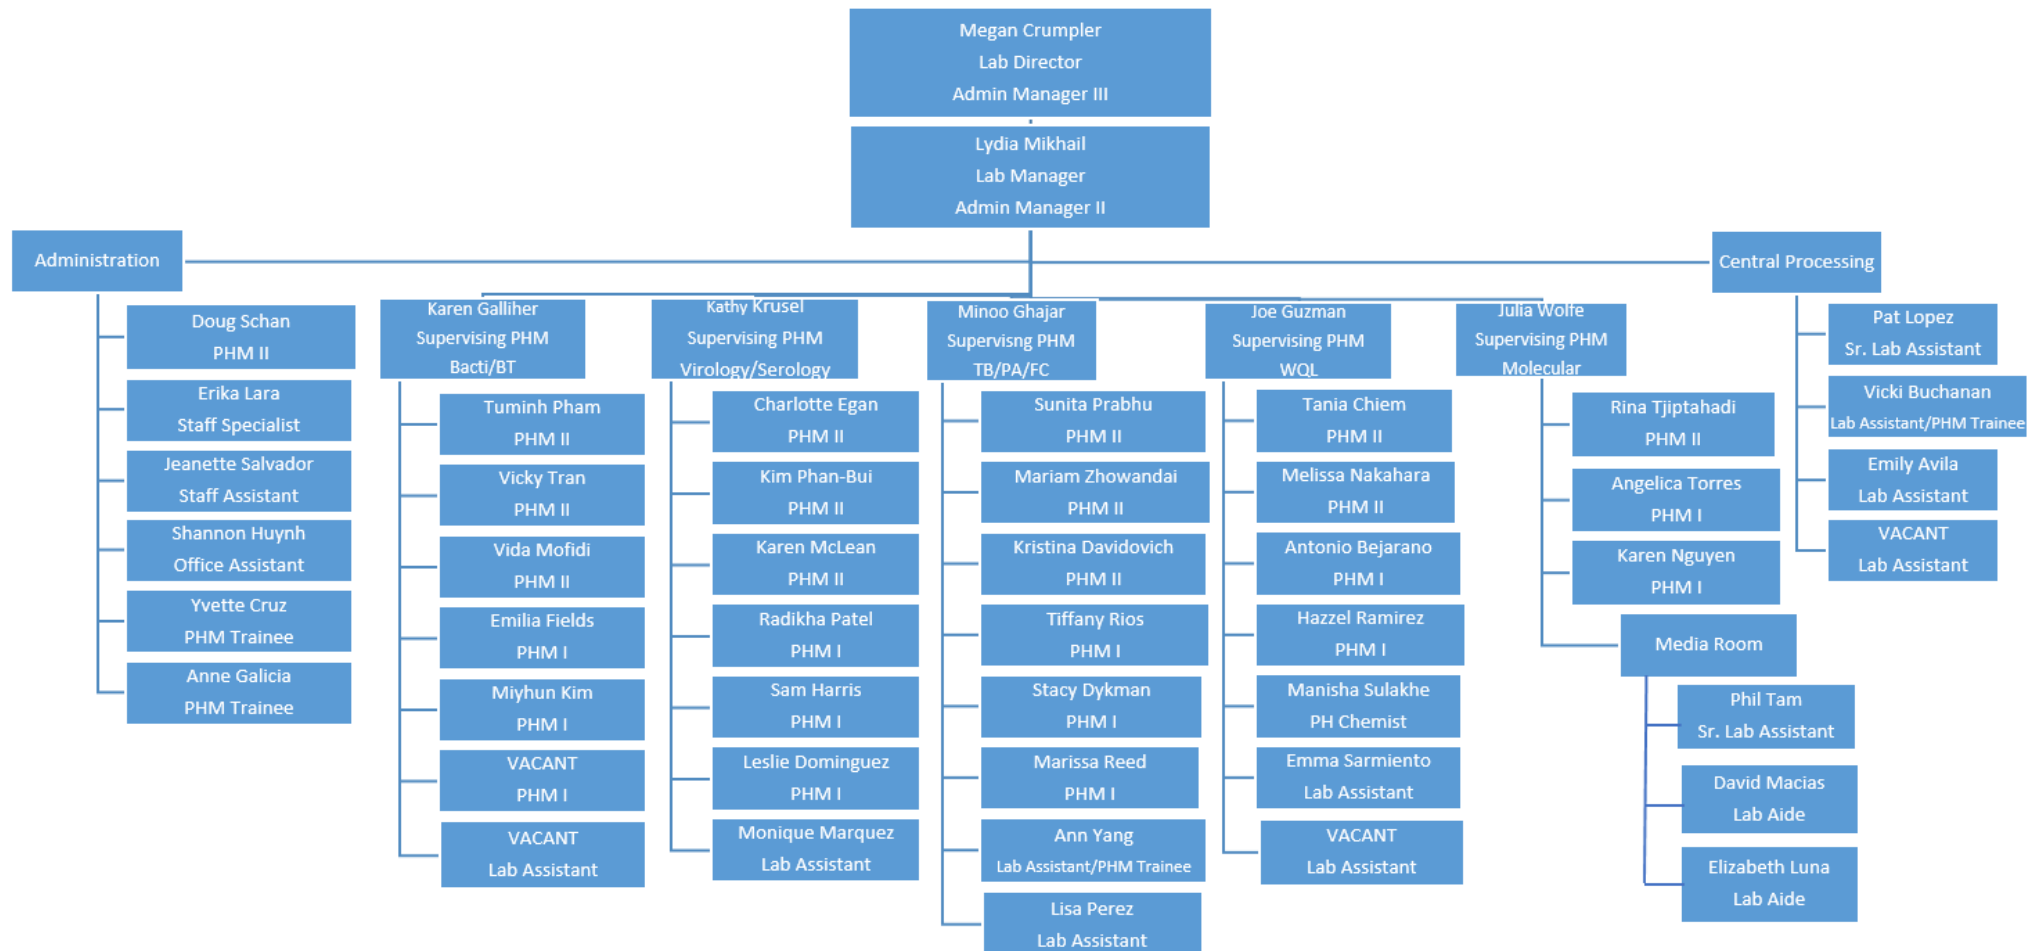 Megan Crumpler
Lab Director
Admin Manager III
Lydia Mikhail
Lab Manager
Admin Manager II
Administration
Doug Schan
PHM II
Erika Lara
Staff Specialist
Jeanette Salvador
Staff Assistant
Shannon Huynh
Office Assistant
Yvette Cruz
PHM Trainee
Anne Galicia
PHM Trainee
Karen Galliher
Supervising PHM
Bacti/BT
Tuminh Pham
PHM II
Vicky Tran
PHM II
Vida Mofidi
PHM II
Emilia Fields
PHM I
Miyhun Kim
PHM I
VACANT
PHM I
VACANT
Lab Assistant
Kathy Krusel
Supervising PHM
Virology/Serology
Charlotte Egan
PHM II
Kim Phan-Bui
PHM II
Karen McLean
PHM II
Radikha Patel
PHM I
Sam Harris
PHM I
Leslie Dominguez
PHM I
Monique Marquez
Lab Assistant
Minoo Ghajar
Supervisng PHM
TB/PA/FC
Sunita Prabhu
PHM II
Mariam Zhowandai
PHM II
Kristina Davidovich
PHM II
Tiffany Rios
PHM I
Stacy Dykman
PHM I
Marissa Reed
PHM I
Ann Yang
Lab Assistant/PHM Trainee
Lisa Perez
Lab Assistant
Joe Guzman
Supervising PHM
WQL
Tania Chiem
PHM II
Melissa Nakahara
PHM II
Antonio Bejarano
PHM I
Hazzel Ramirez
PHM I
Manisha Sulakhe
PH Chemist
Emma Sarmiento
Lab Assistant
VACANT
Lab Assistant
Julia Wolfe
Supervising PHM
Molecular
Rina Tjiptahadi
PHM II
Angelica Torres
PHM I
Karen Nguyen
PHM I
Media Room
Phil Tam
Sr. Lab Assistant
David Macias
Lab Aide
Elizabeth Luna
Lab Aide
Central Processing
Pat Lopez
Sr. Lab Assistant
Vicki Buchanan
Lab Assistant/PHM Trainee
Emily Avila
Lab Assistant
VACANT
Lab Assistant